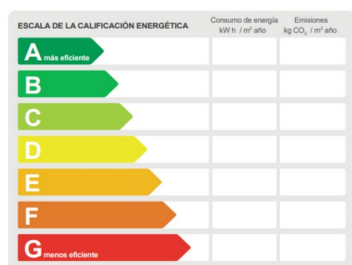 ESCALA DE LA CALIFICACIÓN ENERGÉTICA
Consumo de energía
kW h / m² año
Emisiones
kg CO₂ / m² año
A más eficiente
B
C
D
E
F
G menos eficiente